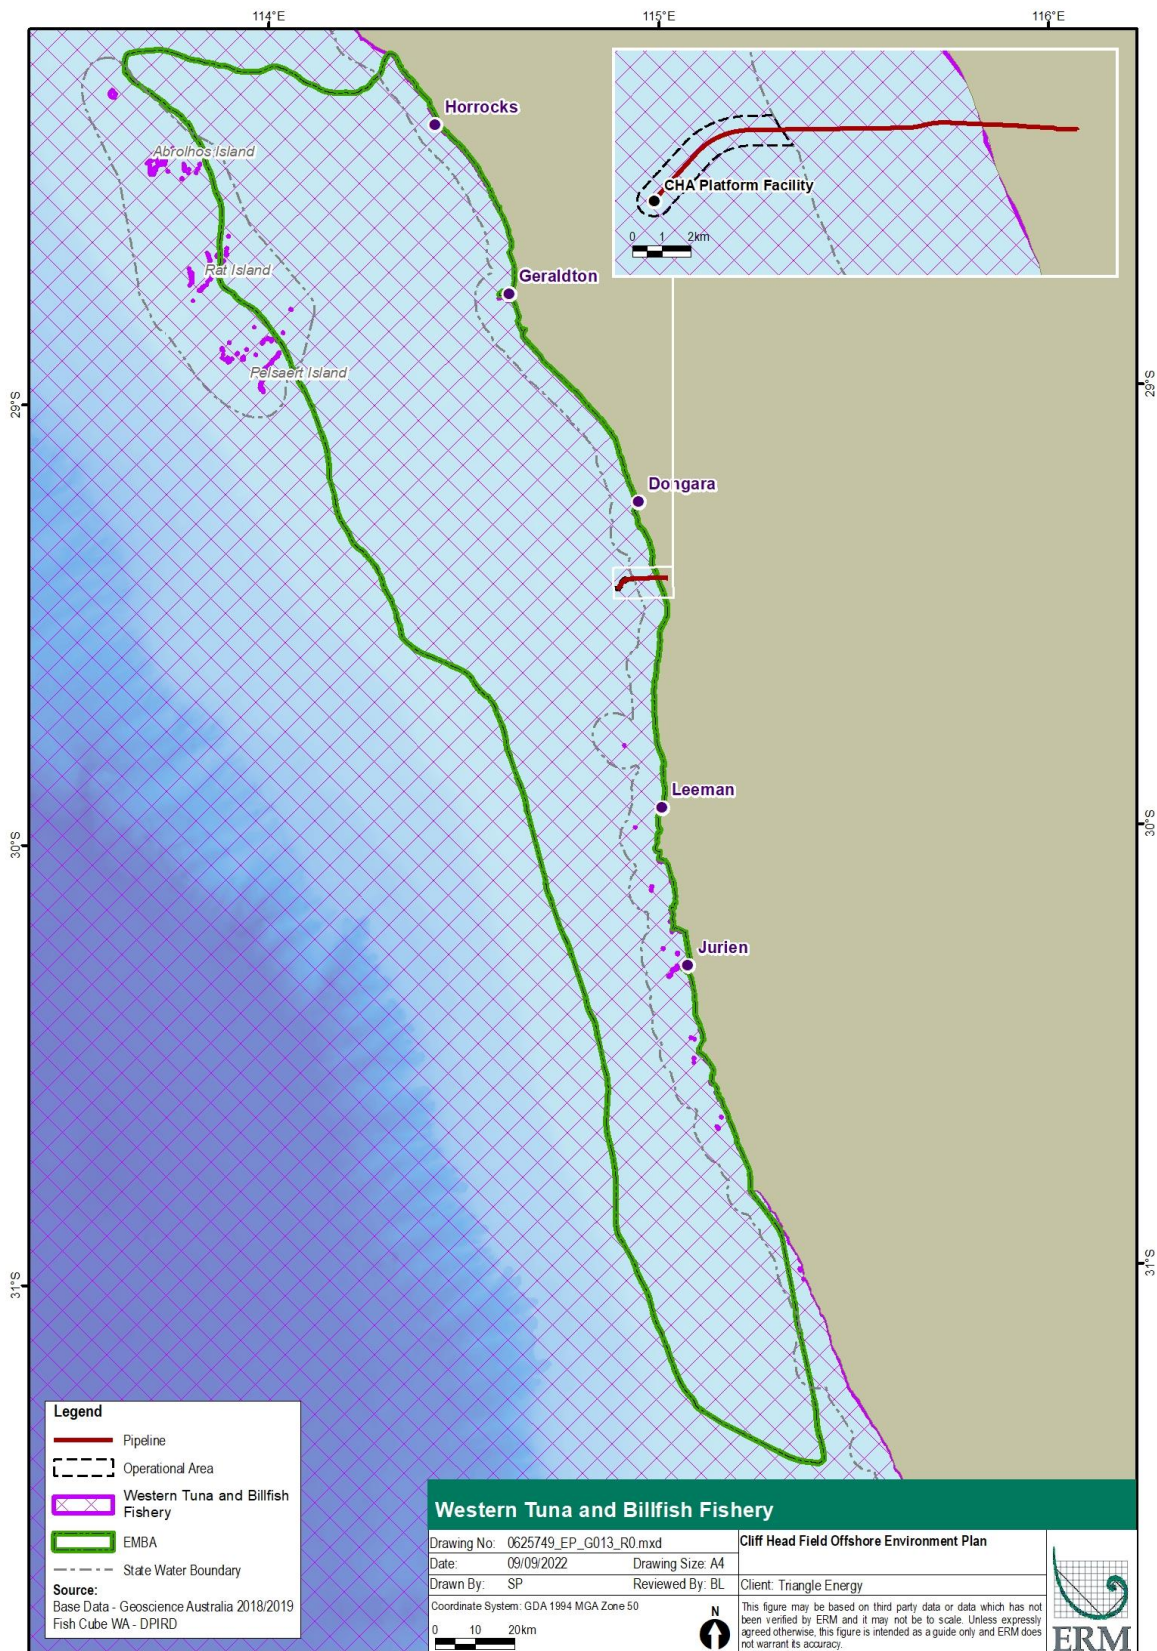 114°E
115°E
116°E
Horrocks
Abrolhos Island
CHA Platform Facility
0 1 2km
Rat Island
Geraldton
Pelsaert Island
29°S
29°S
Dongara
Leeman
30°S
30°S
Jurien
31°S
31°S
Legend
Pipeline
Operational Area
Western Tuna and Billfish
Fishery
EMBA
State Water Boundary
Source:
Base Data - Geoscience Australia 2018/2019
Fish Cube WA - DPIRD
Western Tuna and Billfish Fishery
Drawing No: 0625749_EP_G013_R0.mxd
Date: 09/09/2022 Drawing Size: A4
Drawn By: SP Reviewed By: BL
Coordinate System: GDA 1994 MGA Zone 50
0 10 20km
N
Cliff Head Field Offshore Environment Plan
Client: Triangle Energy
This figure may be based on third party data or data which has not
been verified by ERM and it may not be to scale. Unless expressly
agreed otherwise, this figure is intended as a guide only and ERM does
not warrant its accuracy.
ERM